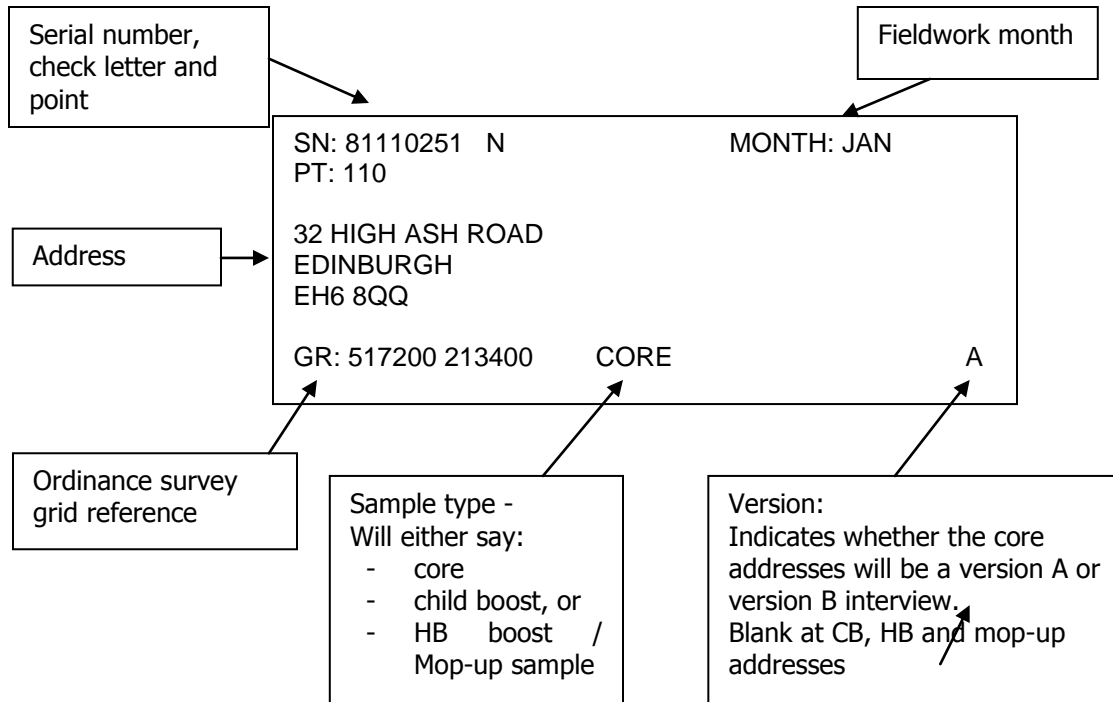 Serial number,
check letter and
point
Fieldwork month
SN: 81110251 N MONTH: JAN
PT: 110
32 HIGH ASH ROAD
EDINBURGH
EH6 8QQ
Address
GR: 517200 213400 CORE A
Ordinance survey
grid reference
Sample type -
Will either say:
- core
- child boost, or
- HB boost /
Mop-up sample
Version:
Indicates whether the core
addresses will be a version A or
version B interview.
Blank at CB, HB and mop-up
addresses